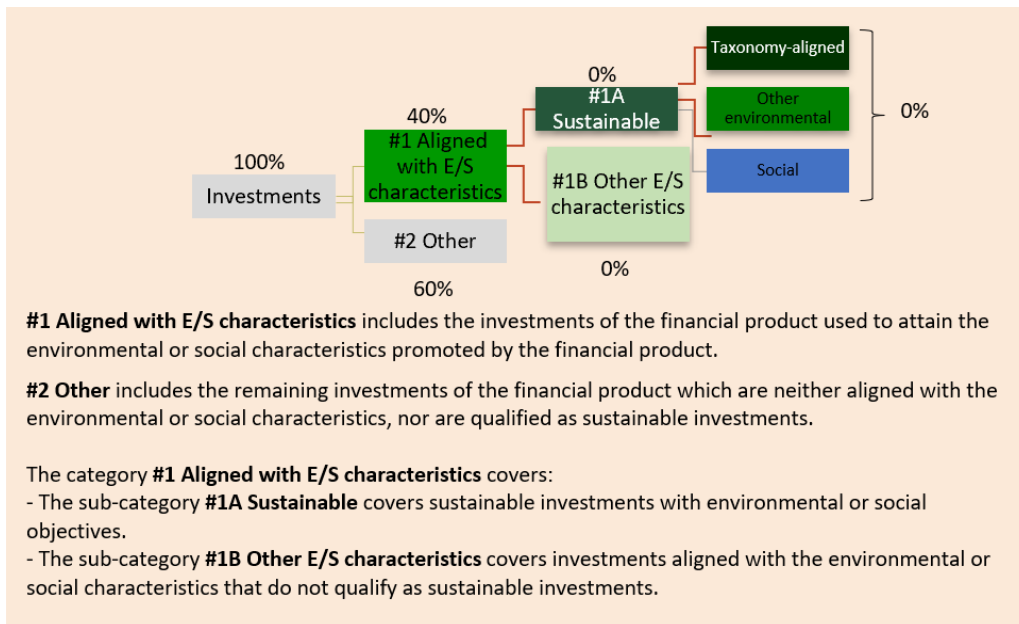 Taxonomy-aligned
0%
#1A
Sustainable
Other
environmental
0%
40%
#1 Aligned
with E/S
characteristics
100%
Investments
#1B Other E/S
characteristics
Social
#2 Other
0%
60%
#1 Aligned with E/S characteristics includes the investments of the financial product used to attain the
environmental or social characteristics promoted by the financial product.
#2 Other includes the remaining investments of the financial product which are neither aligned with the
environmental or social characteristics, nor are qualified as sustainable investments.
The category #1 Aligned with E/S characteristics covers:
- The sub-category #1A Sustainable covers sustainable investments with environmental or social
objectives.
- The sub-category #1B Other E/S characteristics covers investments aligned with the environmental or
social characteristics that do not qualify as sustainable investments.